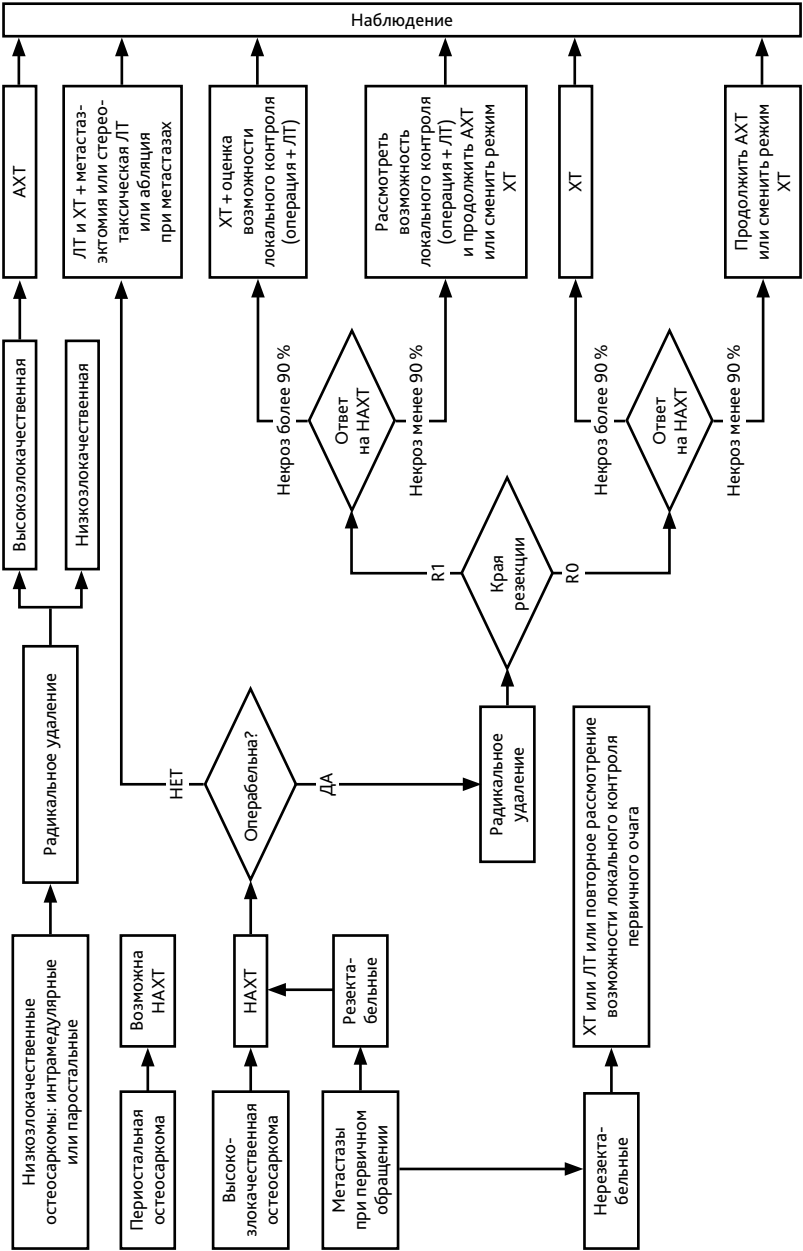 Низкозлокачественные
остеосаркомы: интрамедулярные
или паростальные
Радикальное удаление
Высокозлокачественная
Низкозлокачественная
АХТ
Периостальная
остеосаркома
Возможна
НАХТ
Высоко-
злокачественная
остеосаркома
НАХТ
Операбельна?
НЕТ
ДА
ЛТ и ХТ + метастаз-
эктомия или стерео-
таксическая ЛТ
или абляция
при метастазах
Метастазы
при первичном
обращении
Резекта-
бельные
Нерезекта-
бельные
ХТ или ЛТ или повторное рассмотрение
возможности локального контроля
первичного очага
Радикальное
удаление
Края
резекции
R1
R0
Ответ
на НАХТ
Некроз более 90 %
Некроз менее 90 %
ХТ + оценка
возможности
локального контроля
(операция + ЛТ)
Рассмотреть
возможность
локального контроля
(операция + ЛТ)
и продолжить АХТ
или сменить режим
ХТ
Ответ
на НАХТ
Некроз более 90 %
Некроз менее 90 %
ХТ
Продолжить АХТ
или сменить режим
ХТ
Наблюдение